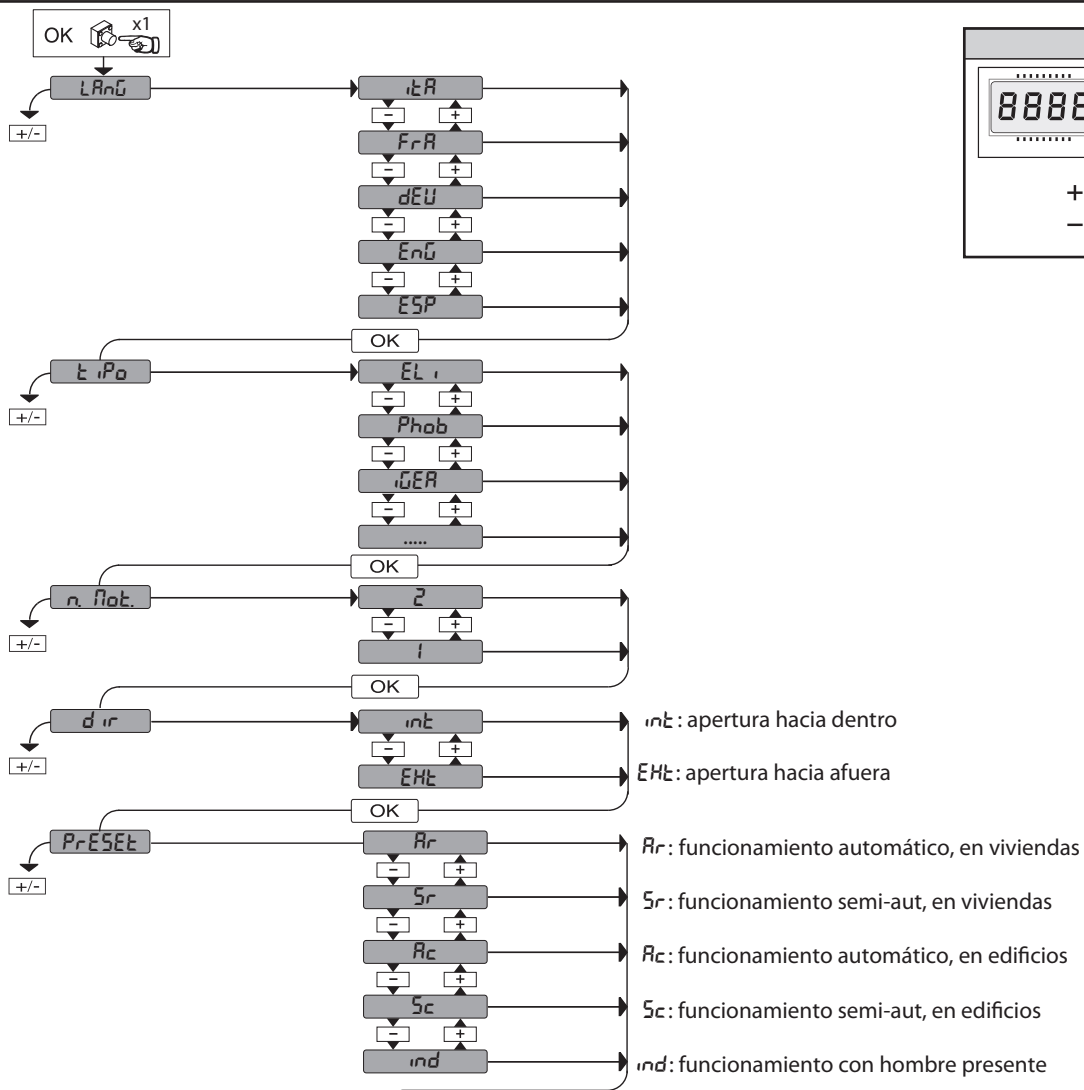 OK x1
LAnG
+/-
itA
- +
FrA
- +
dEU
- +
EnG
- +
ESP
OK
8888
+
–
tiPo
+/-
ELi
- +
Phob
- +
iGEA
- +
.....
OK
n. Mot.
+/-
2
- +
1
OK
dir
+/-
int
- +
EHt
OK
int: apertura hacia dentro
EHt: apertura hacia afuera
PrESEt
+/-
Ar
- +
Sr
- +
Ac
- +
Sc
- +
ind
Ar: funcionamiento automático, en viviendas
Sr: funcionamiento semi-aut, en viviendas
Ac: funcionamiento automático, en edificios
Sc: funcionamiento semi-aut, en edificios
ind: funcionamiento con hombre presente